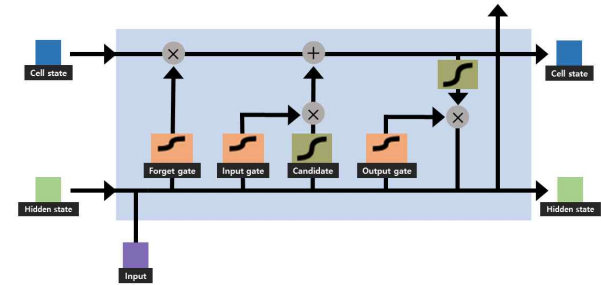 Cell state
×
+
Cell state
×
×
Forget gate
Input gate
Candidate
Output gate
Hidden state
Hidden state
Input